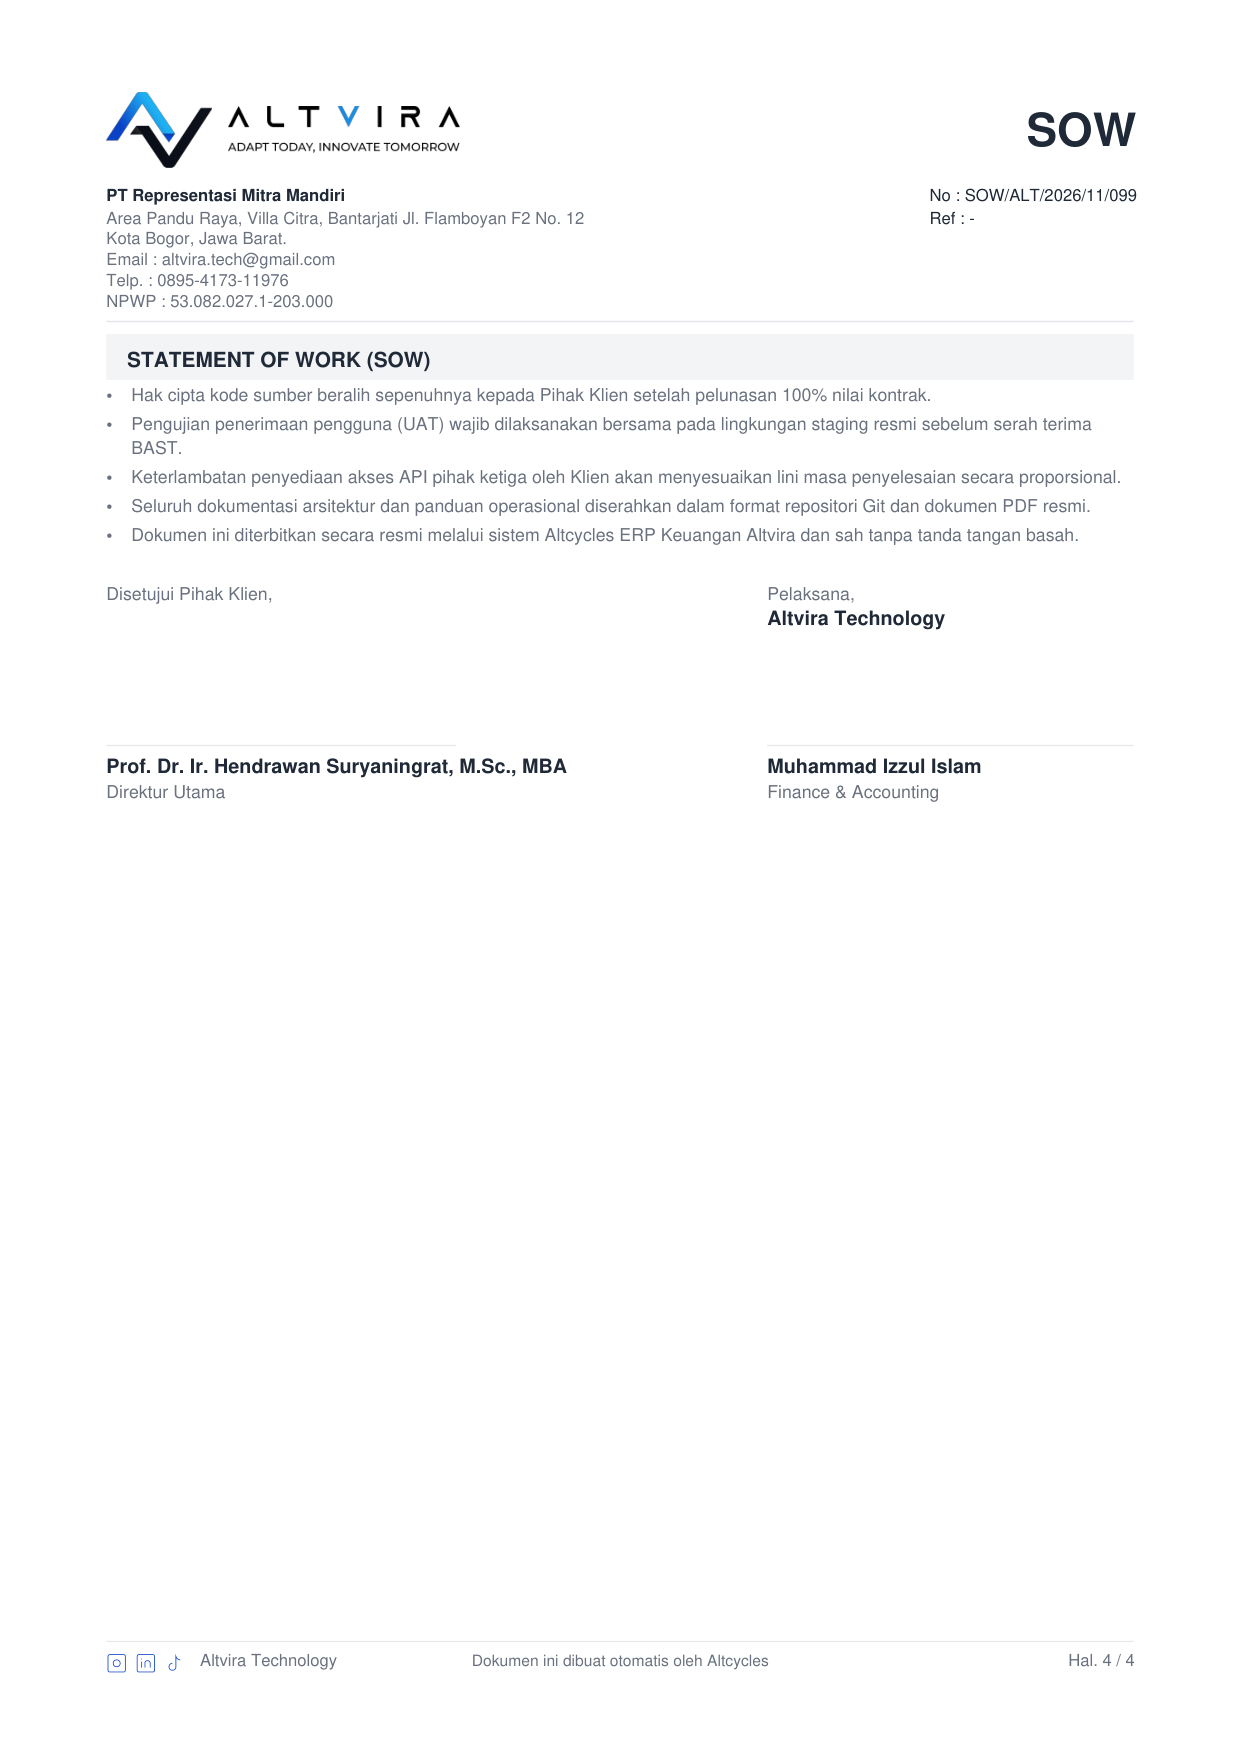 ALTVIRA
ADAPT TODAY, INNOVATE TOMORROW
SOW
PT Representasi Mitra Mandiri
Area Pandu Raya, Villa Citra, Bantarjati Jl. Flamboyan F2 No. 12
Kota Bogor, Jawa Barat.
Email : altvira.tech@gmail.com
Telp. : 0895-4173-11976
NPWP : 53.082.027.1-203.000
No : SOW/ALT/2026/11/099
Ref : -
STATEMENT OF WORK (SOW)
• Hak cipta kode sumber beralih sepenuhnya kepada Pihak Klien setelah pelunasan 100% nilai kontrak.
• Pengujian penerimaan pengguna (UAT) wajib dilaksanakan bersama pada lingkungan staging resmi sebelum serah terima
BAST.
• Keterlambatan penyediaan akses API pihak ketiga oleh Klien akan menyesuaikan lini masa penyelesaian secara proporsional.
• Seluruh dokumentasi arsitektur dan panduan operasional diserahkan dalam format repositori Git dan dokumen PDF resmi.
• Dokumen ini diterbitkan secara resmi melalui sistem Altcycles ERP Keuangan Altvira dan sah tanpa tanda tangan basah.
Disetujui Pihak Klien,
Pelaksana,
Altvira Technology
Prof. Dr. Ir. Hendrawan Suryaningrat, M.Sc., MBA
Direktur Utama
Muhammad Izzul Islam
Finance & Accounting
Altvira Technology
Dokumen ini dibuat otomatis oleh Altcycles
Hal. 4 / 4